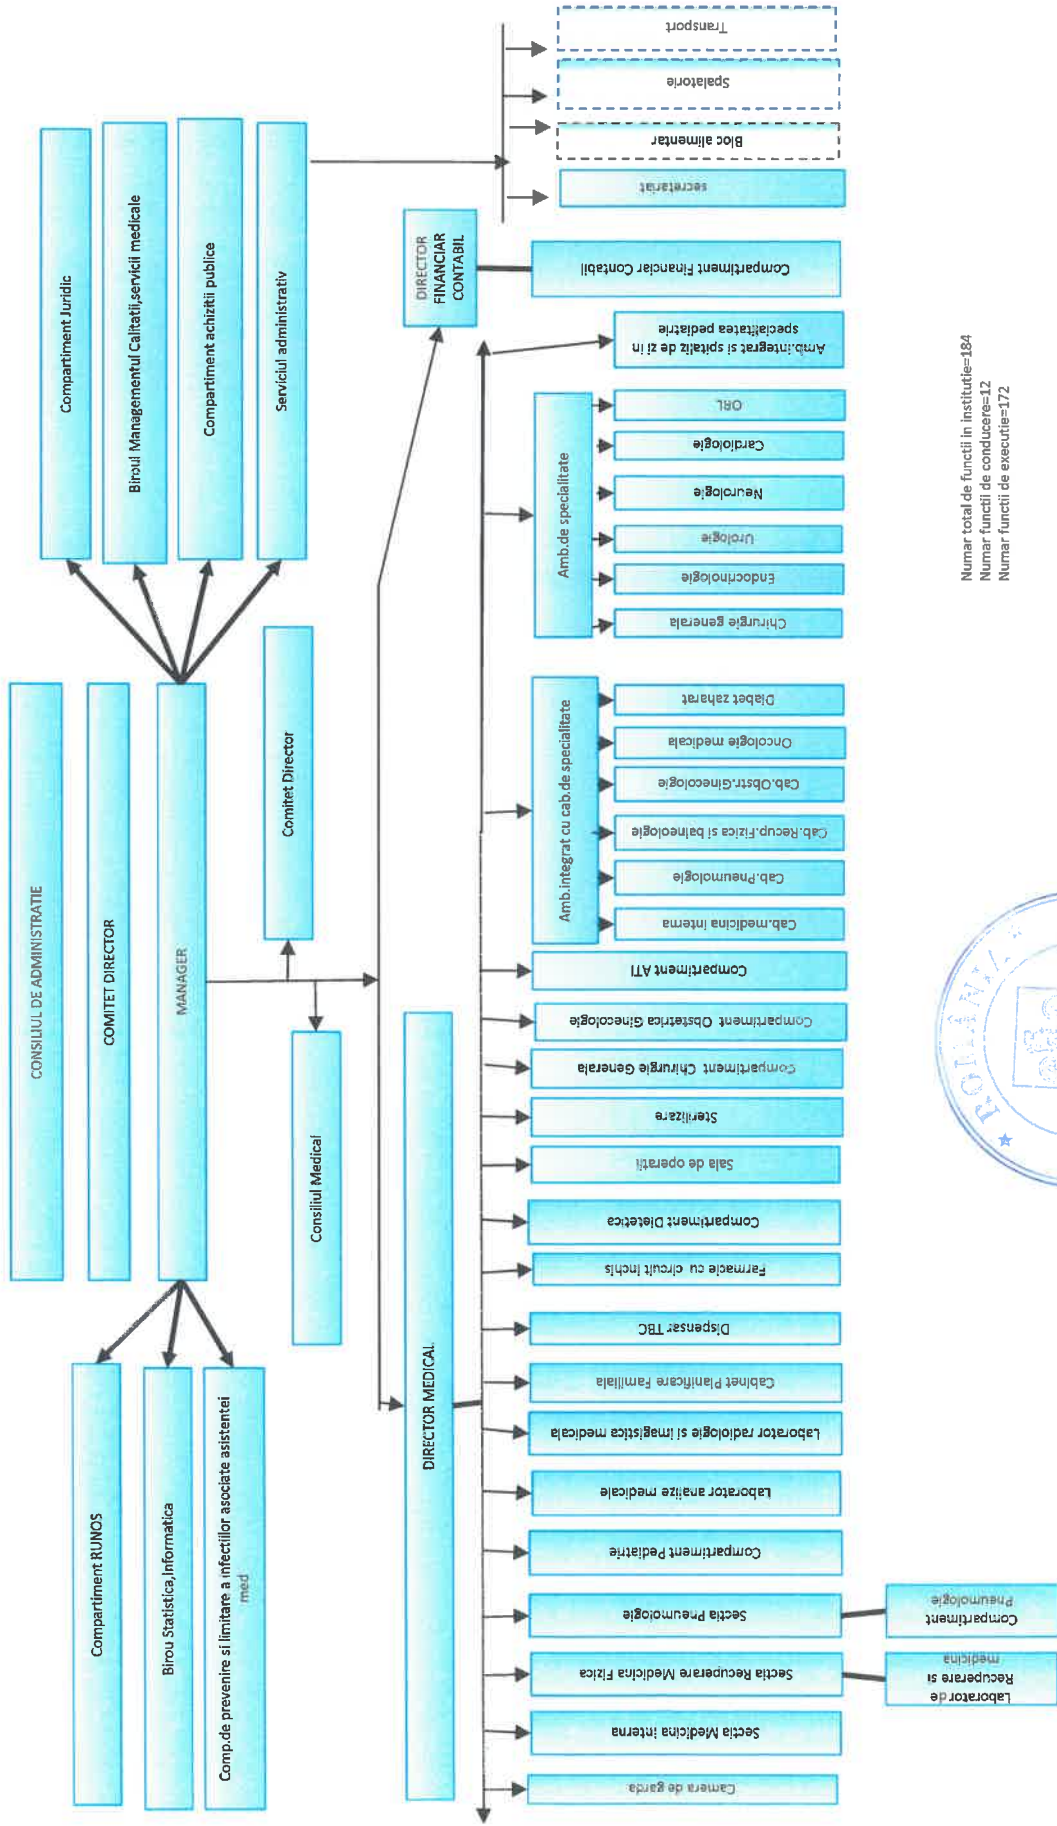 CONSILIUL DE ADMINISTRATIE
COMITET DIRECTOR
MANAGER
Compartiment RUNOS
Birou Statistica,Informatica
Comp.de prevenire si limitare a infectiilor asociate asistentei
med
Compartiment Juridic
Biroul Managementul Calitatii,servicii medicale
Compartiment achizitii publice
Serviciul administrativ
Comitet Director
Consiliul Medical
DIRECTOR MEDICAL
DIRECTOR
FINANCIAR
CONTABIL
Camera de garda
Sectia Medicina interna
Sectia Recuperare Medicina Fizica
Sectia Pneumologie
Compartiment Pediatrie
Laborator analize medicale
Laborator radiologie si imagistica medicala
Cabinet Planificare Familiala
Dispensar TBC
Farmacie cu circuit inchis
Compartiment Dietetica
Sala de operatii
Sterilizare
Compartiment Chirurgie Generala
Compartiment Obstetrica Ginecologie
Compartiment ATI
Amb.integrat cu cab.de specialitate
Cab.medicina interna
Cab.Pneumologie
Cab.Recup.Fizica si balneologie
Cab.Obstr.Ginecologie
Oncologie medicala
Diabet zaharat
Amb.de specialitate
Chirurgie generala
Endocrinologie
Urologie
Neurologie
Cardiologie
ORL
Amb.integrat si spitaliz de zi in
specialitatea pediatrie
Compartiment Financiar Contabil
secretariat
Bloc alimentar
Spalatorie
Transport
Laborator de
Recuperare si
medicina
Compartiment
Pneumologie
Numar total de functii in institutie=184
Numar functii de conducere=12
Numar functii de executie=172
ROMÂNIA